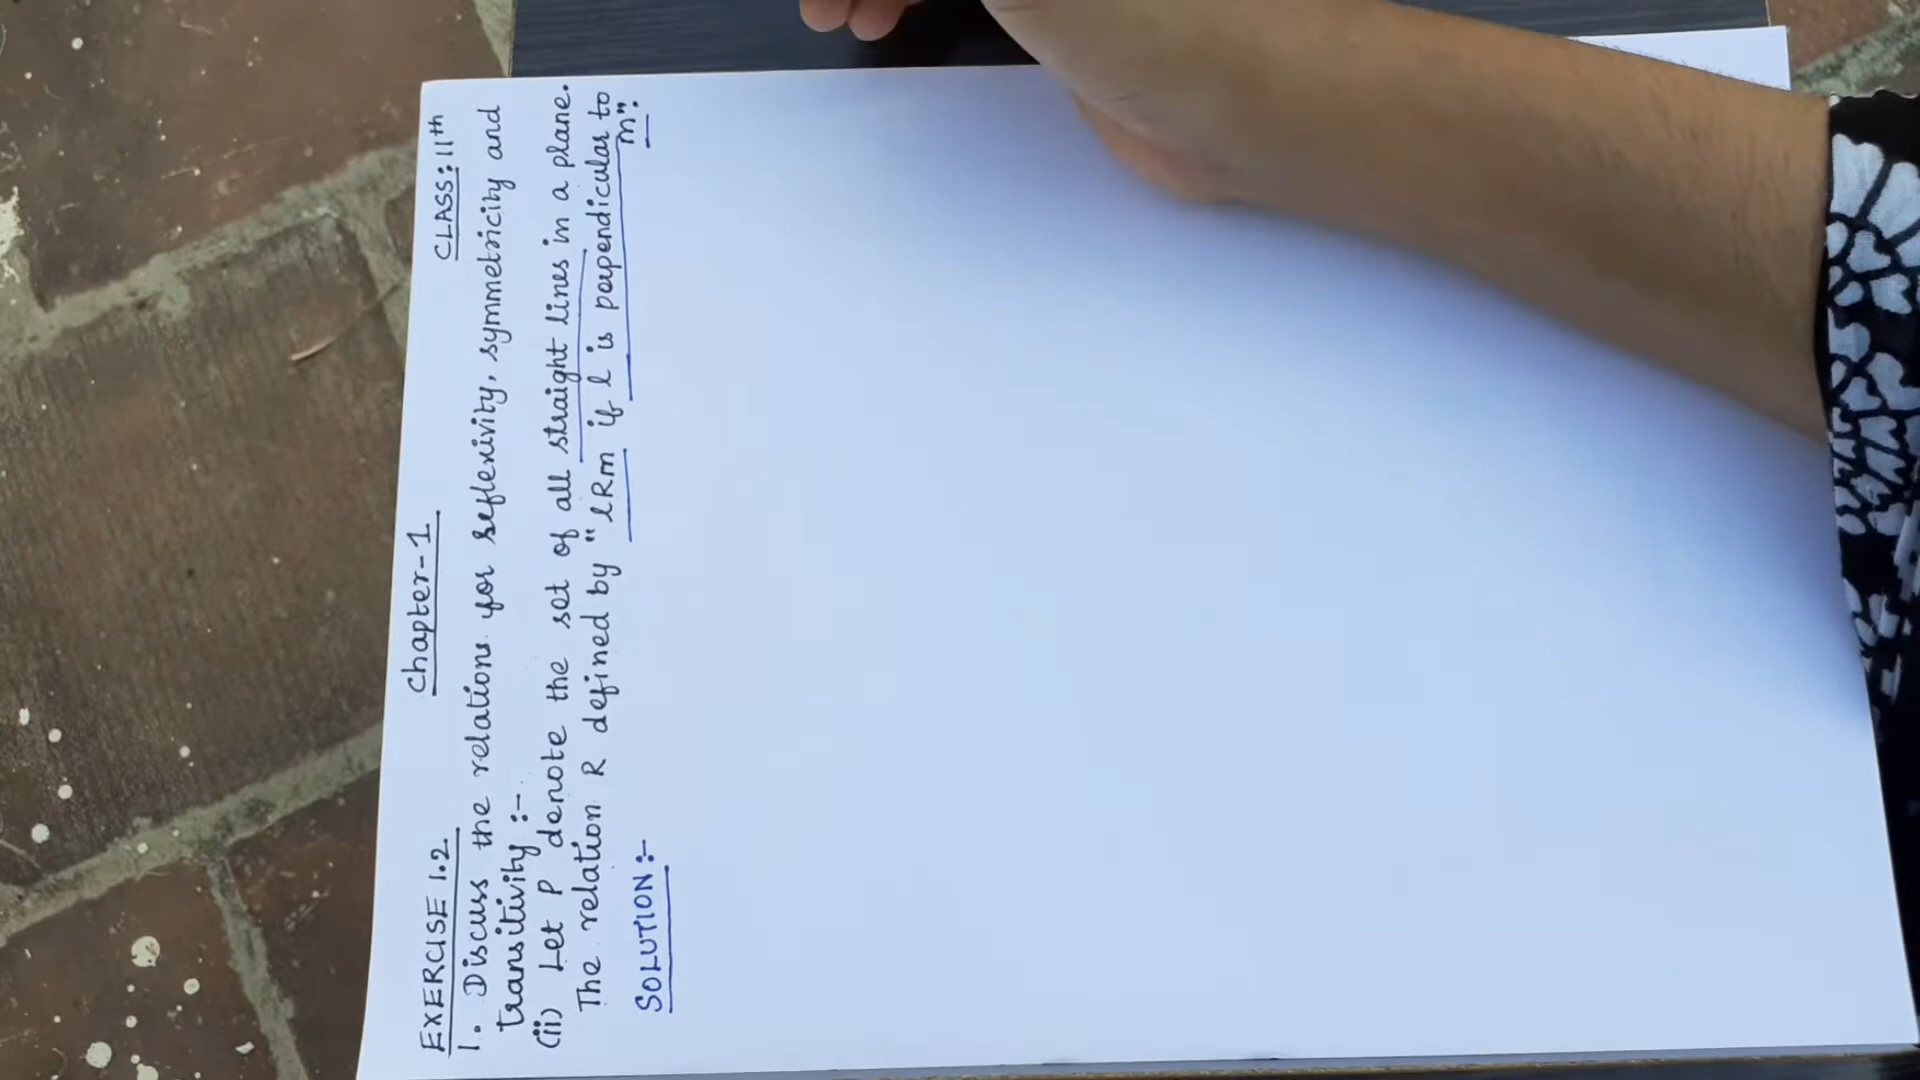 Chapter-1
EXERCISE 1.2 CLASS: 11th
1. Discuss the relations for reflexivity, symmetricity and
transitivity :-
(ii) Let P denote the set of all straight lines in a plane.
The relation R defined by "lRm if l is perpendicular to
m".
SOLUTION :-